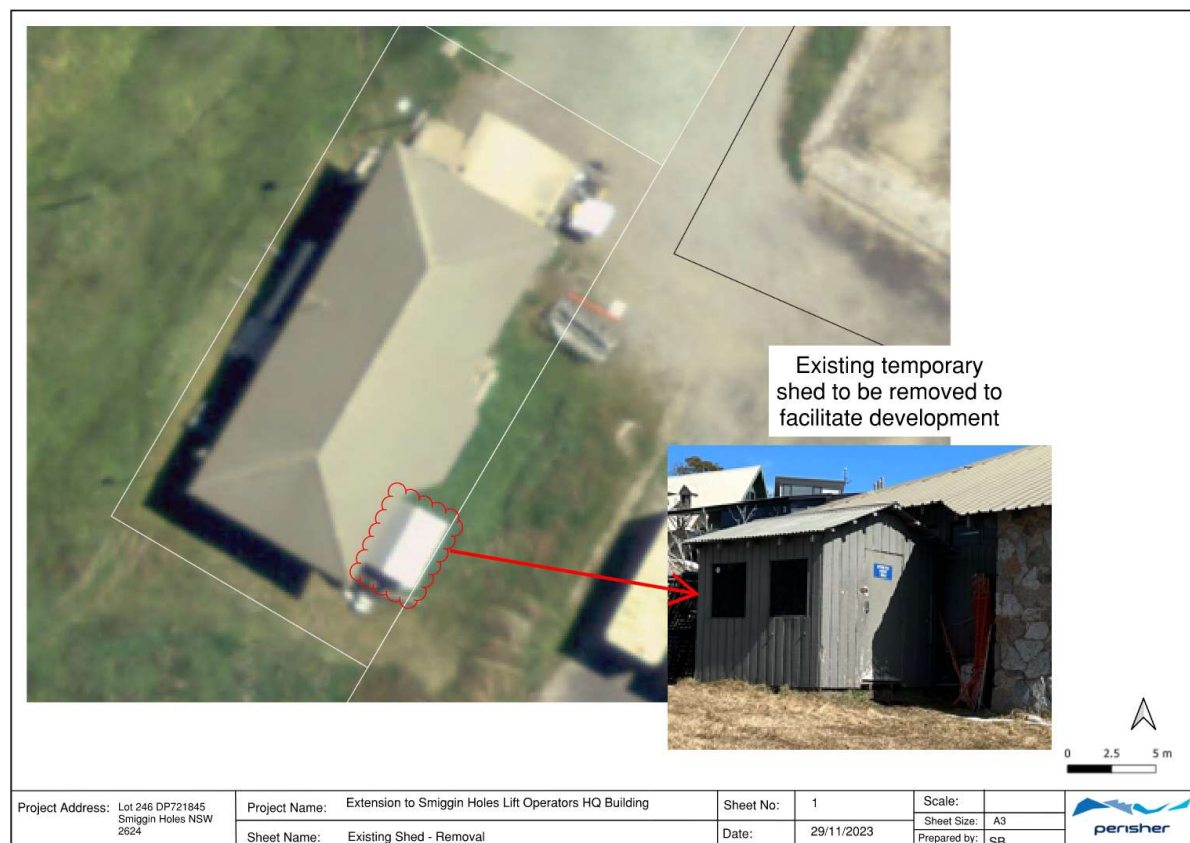 Existing temporary
shed to be removed to
facilitate development
0 2.5 5 m
Project Address: Lot 246 DP721845
Smiggin Holes NSW
2624
Project Name: Extension to Smiggin Holes Lift Operators HQ Building
Sheet Name: Existing Shed - Removal
Sheet No: 1
Date: 29/11/2023
Scale:
Sheet Size: A3
Prepared by: SB
perisher